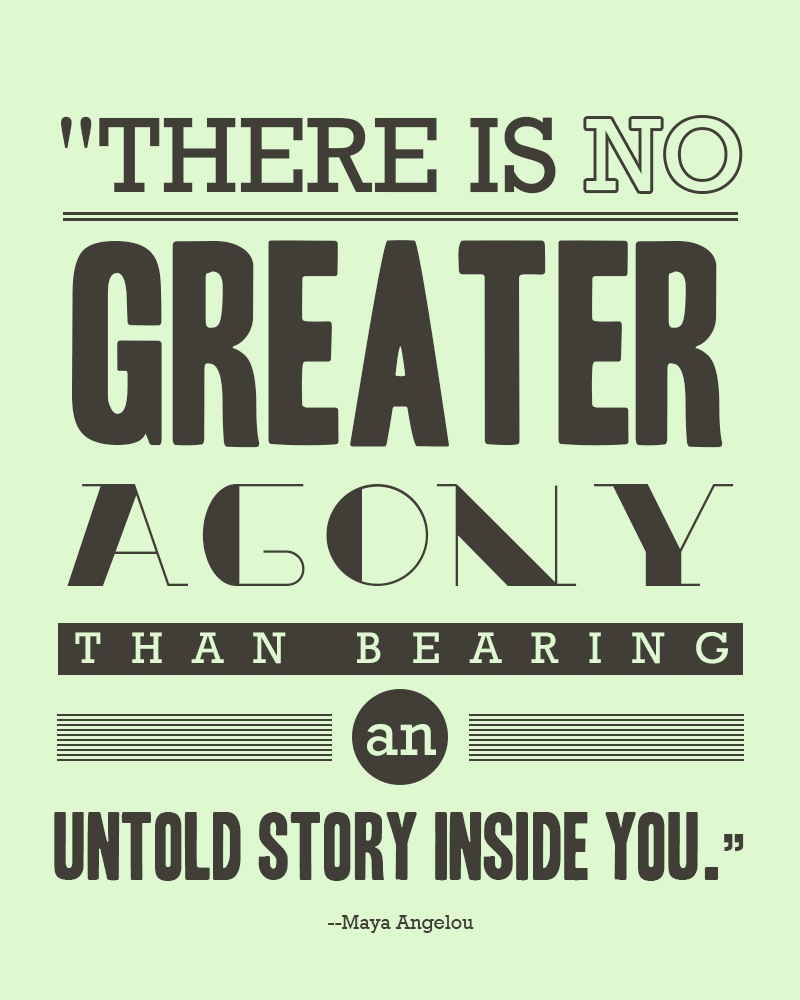 "THERE IS NO
GREATER
AGONY
THAN BEARING
an
UNTOLD STORY INSIDE YOU.”
--Maya Angelou